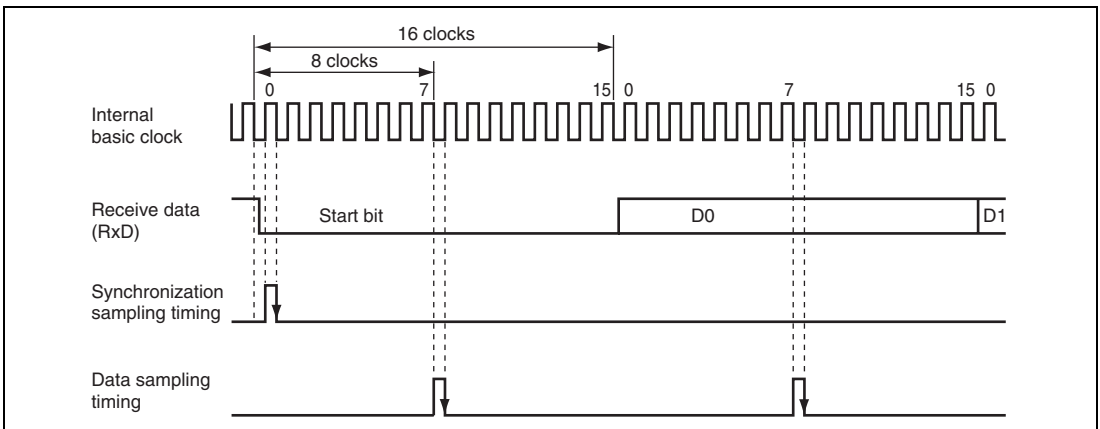 16 clocks
8 clocks
0 7 15 0 7 15 0
Internal
basic clock
Receive data
(RxD)
Start bit D0 D1
Synchronization
sampling timing
Data sampling
timing